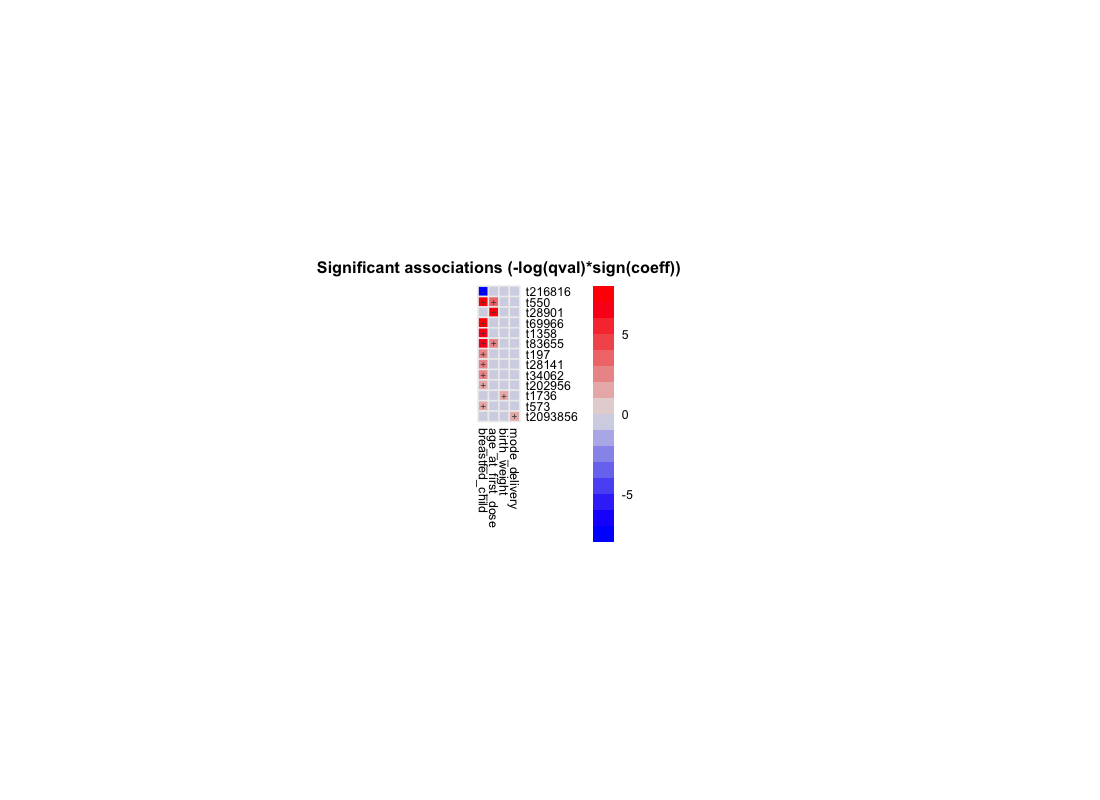 Significant associations (-log(qval)*sign(coeff))
t216816
t550
t28901
t69966
t1358
t83655
t197
t28141
t34062
t202956
t1736
t573
t2093856
5
0
-5
breastfed_child
age_at_first_dose
birth_weight
mode_delivery